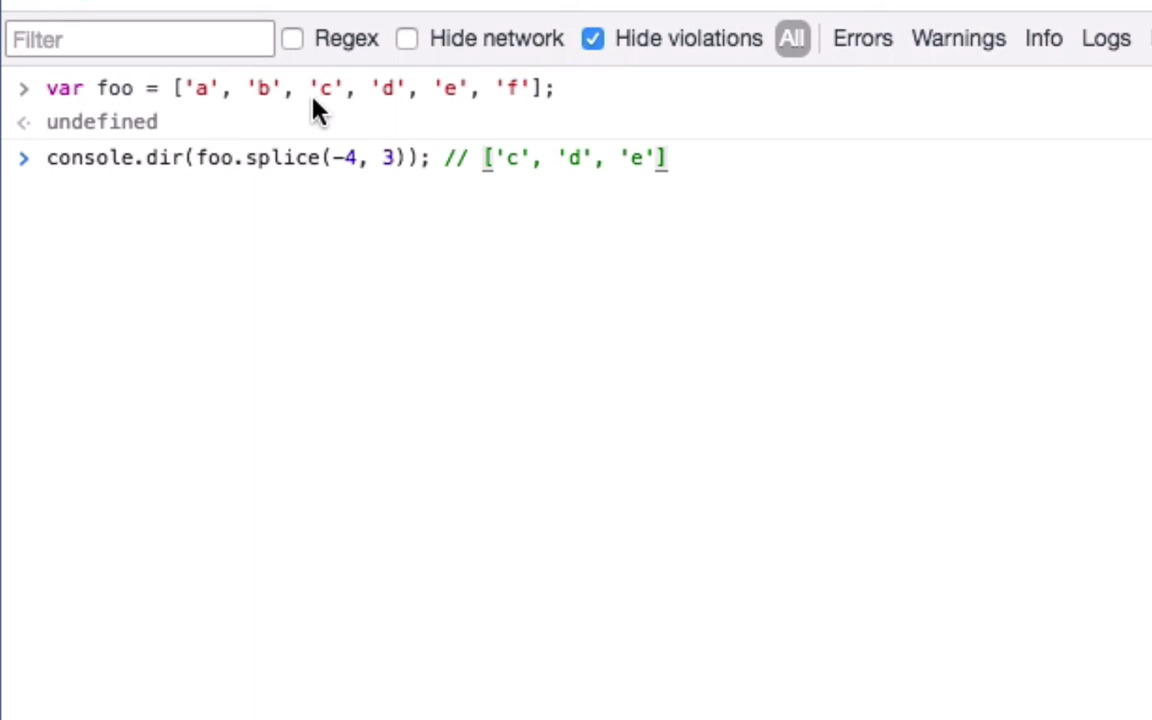 Filter Regex Hide network Hide violations All Errors Warnings Info Logs
> var foo = ['a', 'b', 'c', 'd', 'e', 'f'];
undefined
> console.dir(foo.splice(-4, 3)); // ['c', 'd', 'e']